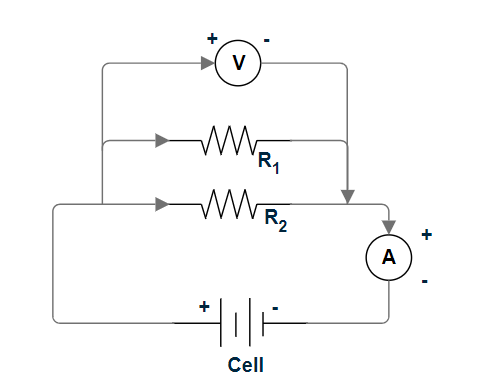 + -
V
R1
R2
+
A
-
+ -
Cell